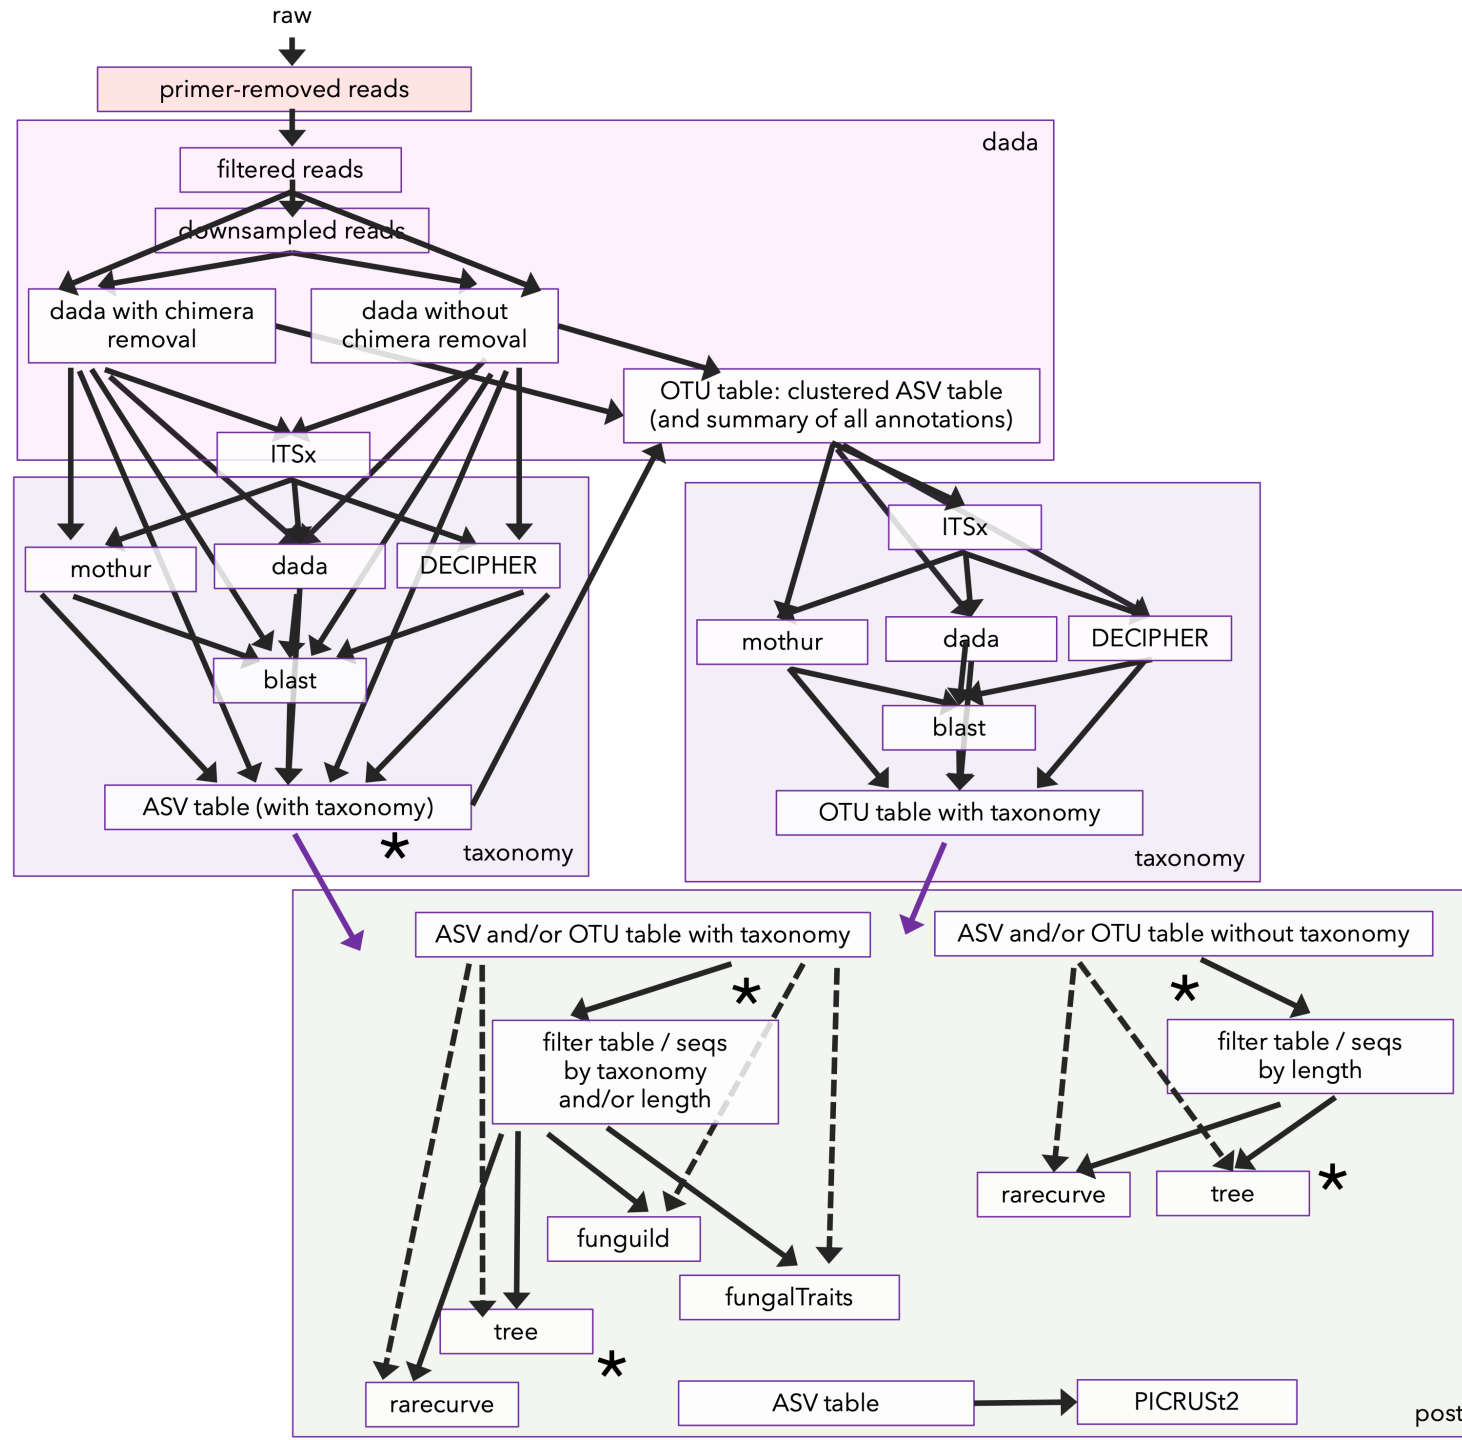 raw
primer-removed reads
dada
filtered reads
downsampled reads
dada with chimera
removal
dada without
chimera removal
OTU table: clustered ASV table
(and summary of all annotations)
ITSx
mothur
dada
DECIPHER
blast
ASV table (with taxonomy)
*
taxonomy
ITSx
mothur
dada
DECIPHER
blast
OTU table with taxonomy
taxonomy
ASV and/or OTU table with taxonomy
ASV and/or OTU table without taxonomy
*
*
filter table / seqs
by taxonomy
and/or length
filter table / seqs
by length
rarecurve
tree
*
funguild
fungalTraits
tree
*
rarecurve
ASV table
PICRUSt2
post